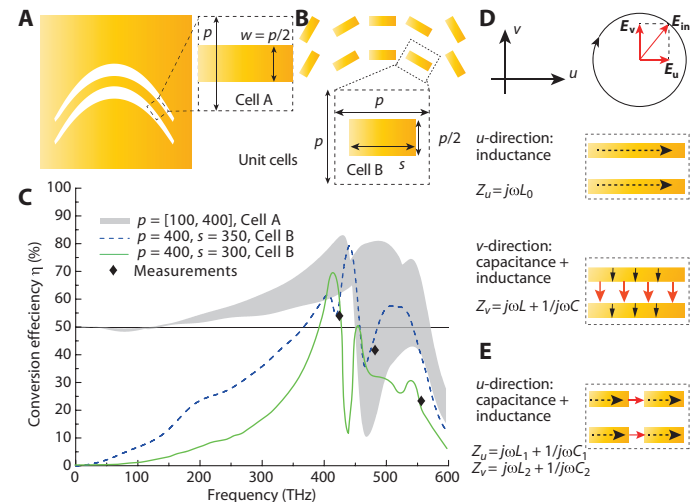 A
p
w = p/2
Cell A
B
p
p
p/2
s
Cell B
Unit cells
C
Conversion effeciency η (%)
100
90
80
70
60
50
50
40
30
20
10
0
0
100
200
300
400
500
600
Frequency (THz)
p = [100, 400], Cell A
p = 400, s = 350, Cell B
p = 400, s = 300, Cell B
Measurements
D
v
u
E_v
E_in
E_u
u-direction:
inductance
Z_u = jωL_0
v-direction:
capacitance +
inductance
Z_v = jωL + 1/jωC
E
u-direction:
capacitance +
inductance
Z_u = jωL_1 + 1/jωC_1
Z_v = jωL_2 + 1/jωC_2